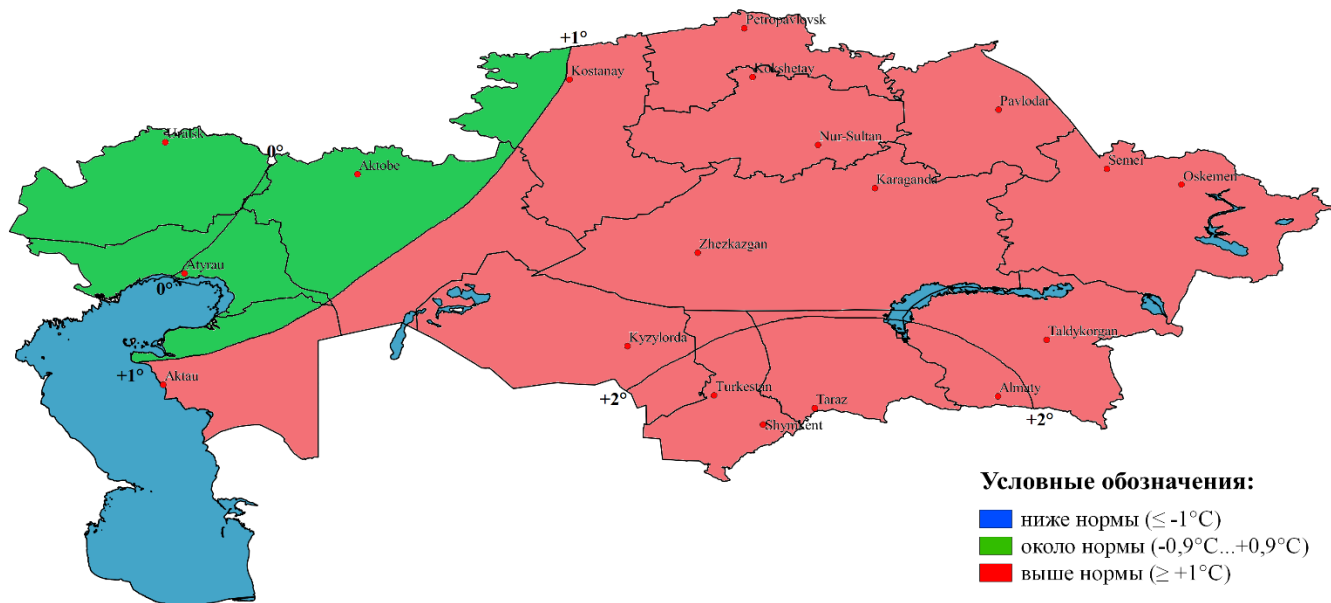 Petropavlovsk
+1°
Kostanay
Kokshetay
Pavlodar
Uralsk
0°
Aktobe
Nur-Sultan
Semei
Karaganda
Oskemen
Zhezkazgan
Atyrau
0°
Kyzylorda
Taldykorgan
+1°
Aktau
+2°
Turkestan
Taraz
Almaty
+2°
Shymkent
Условные обозначения:
ниже нормы (≤ -1°C)
около нормы (-0,9°C...+0,9°C)
выше нормы (≥ +1°C)